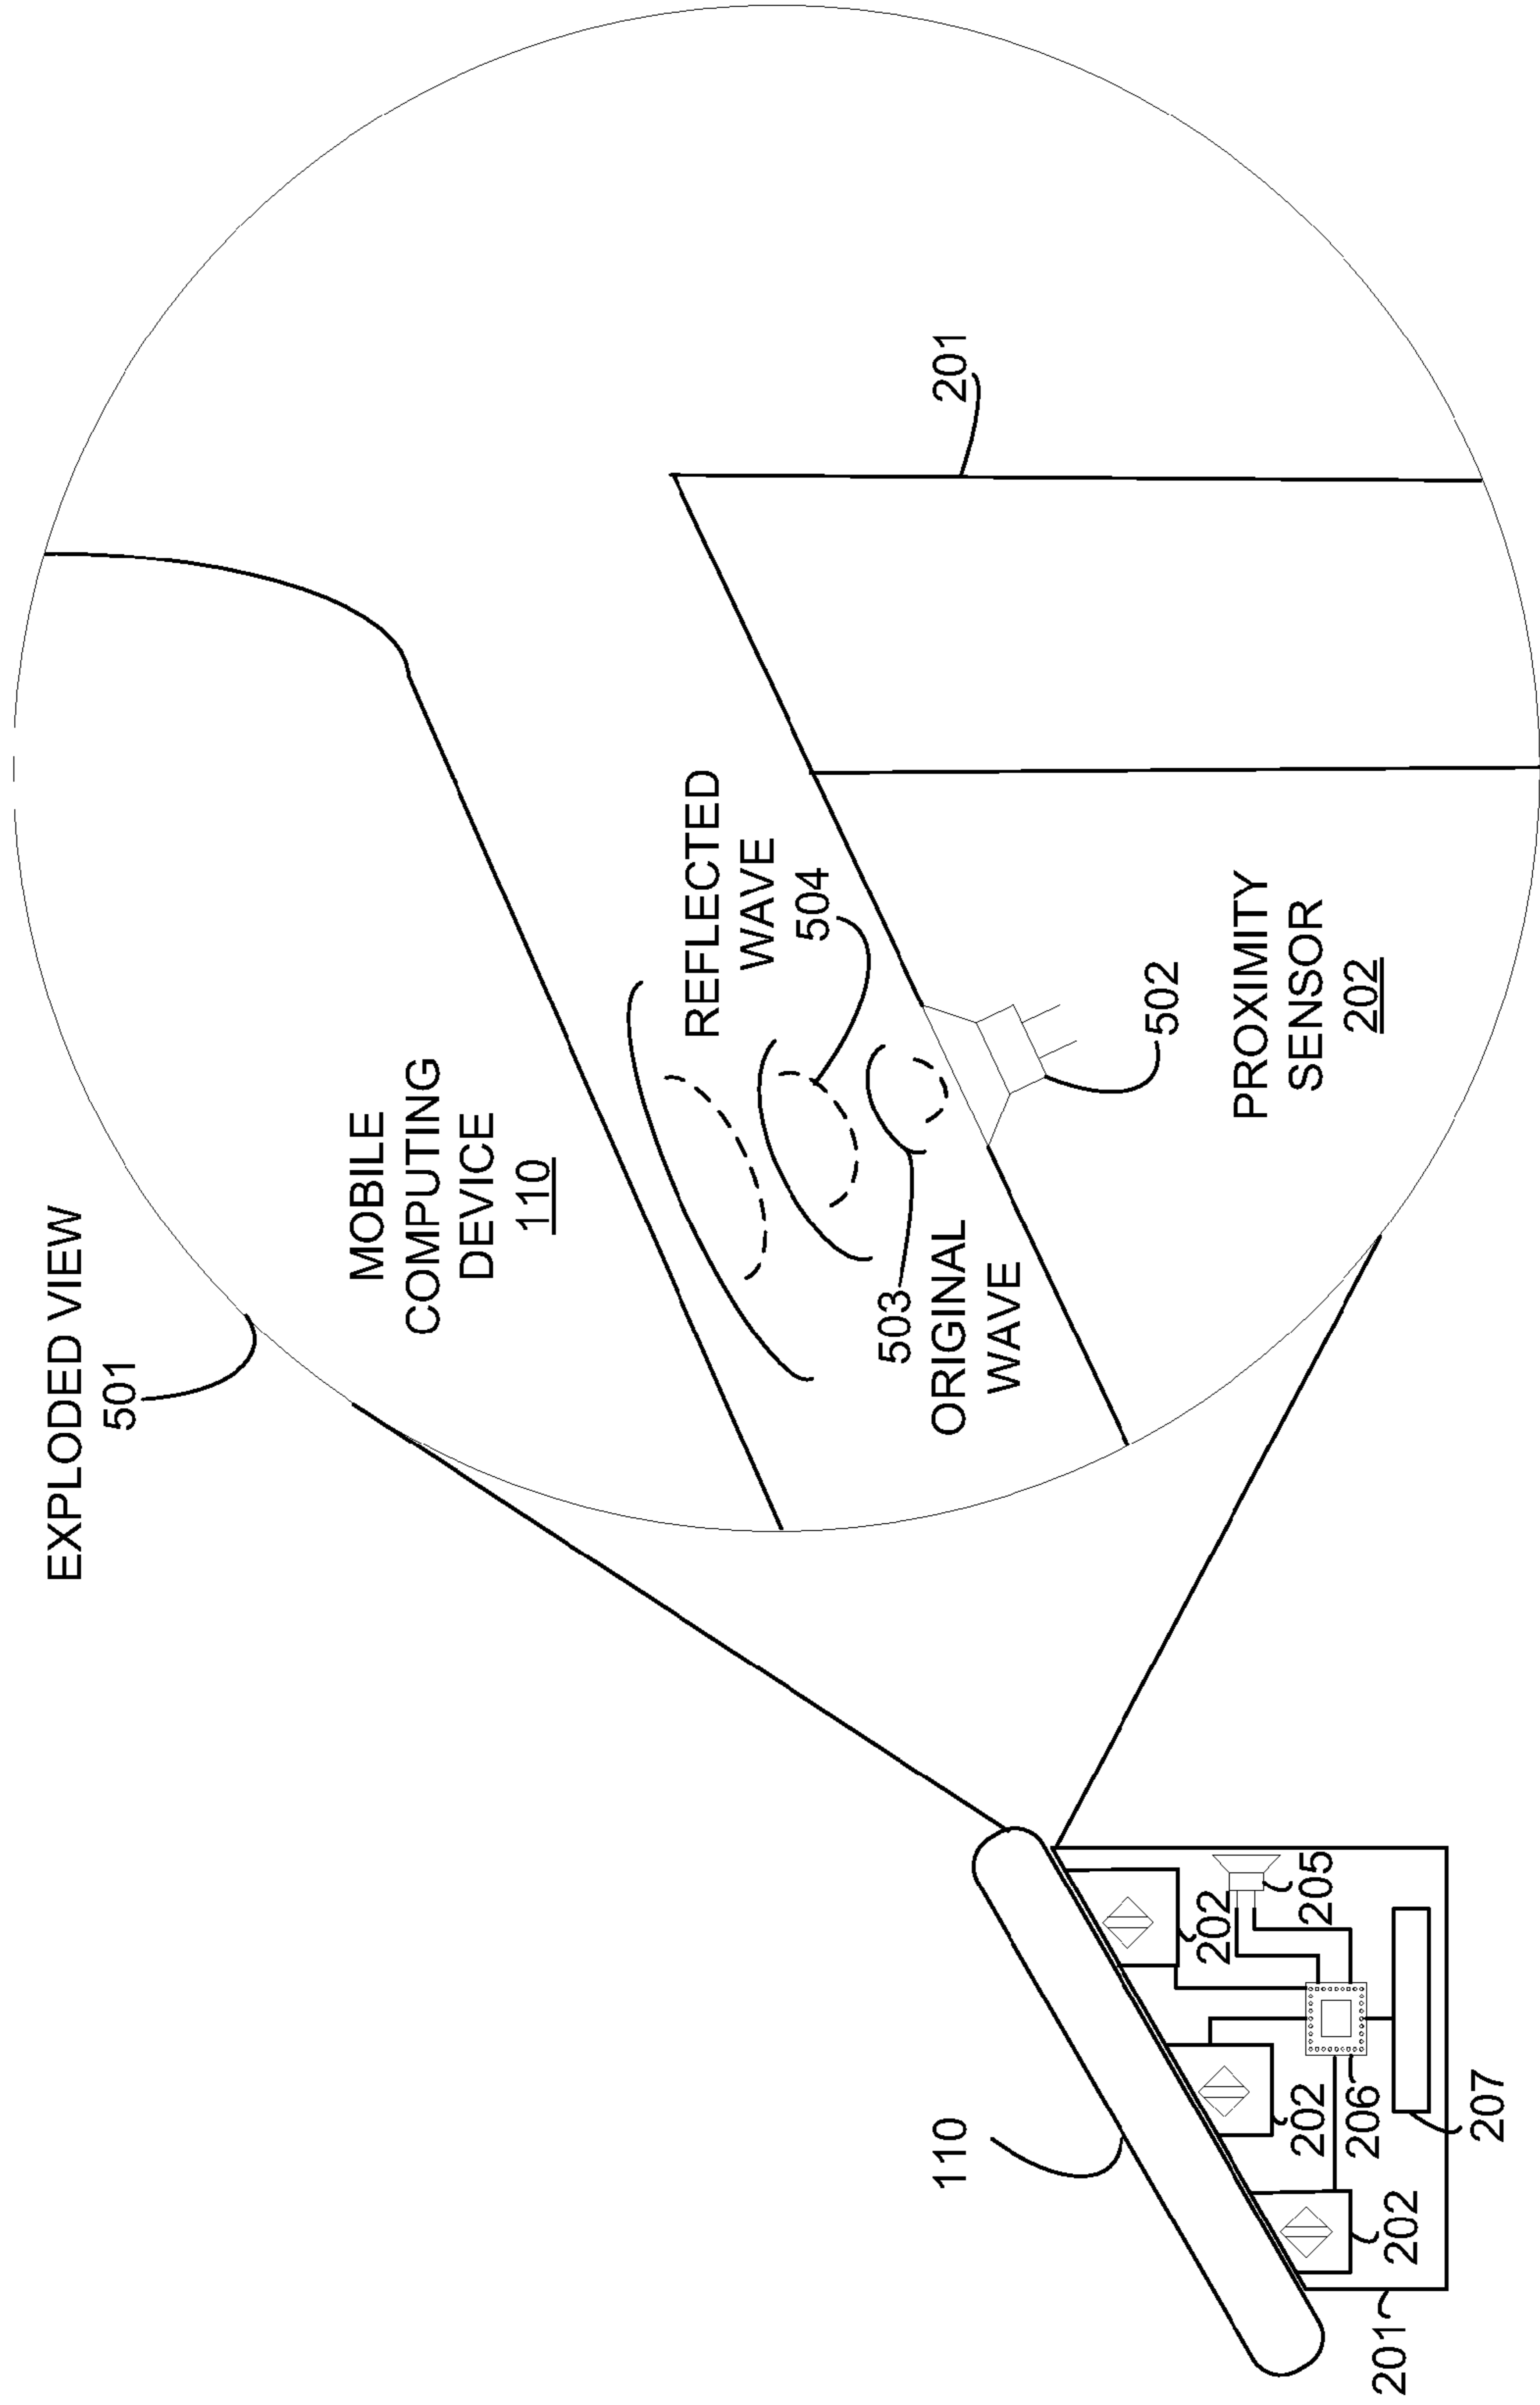 EXPLODED VIEW
501
MOBILE
COMPUTING
DEVICE
110
REFLECTED
WAVE
504
503
ORIGINAL
WAVE
201
502
PROXIMITY
SENSOR
202
110
202
205
202
206
202
207
201